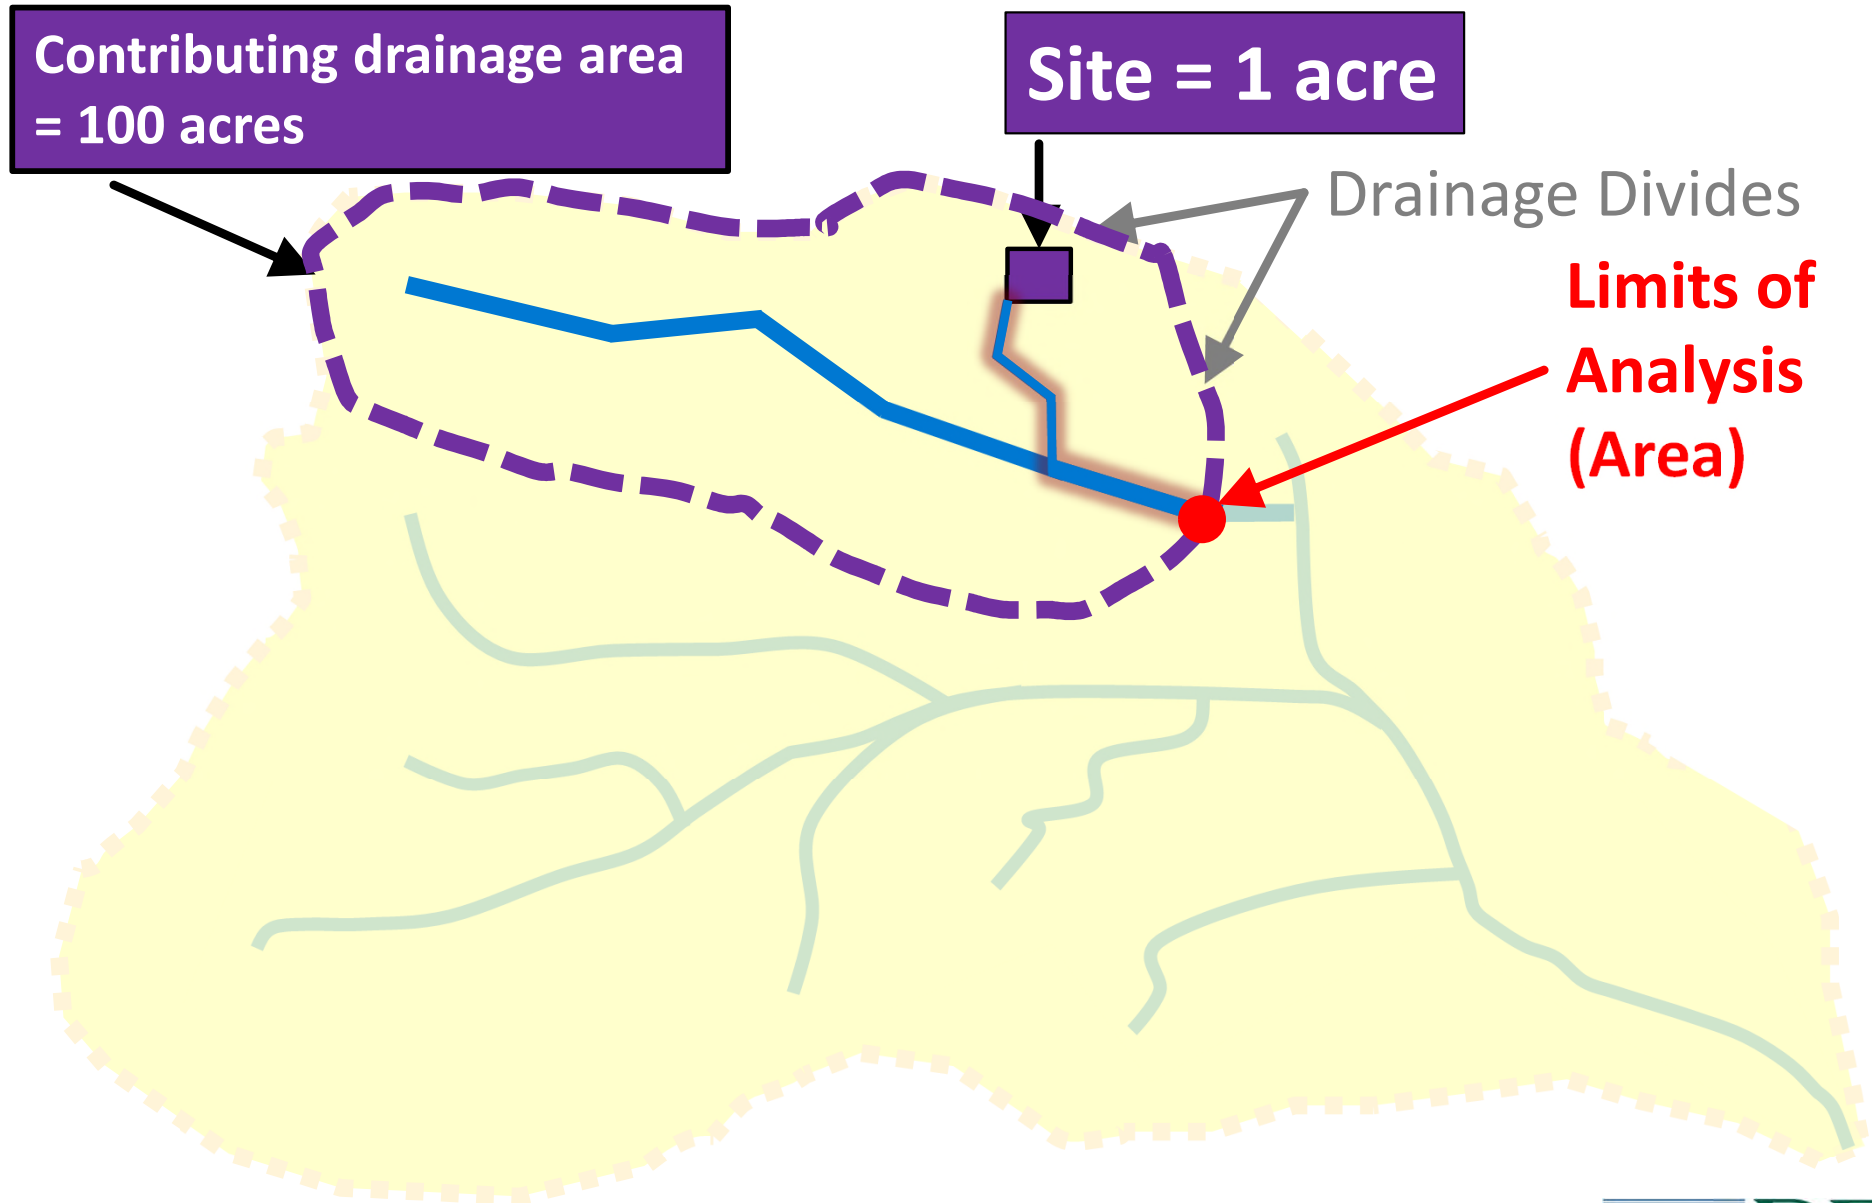 Contributing drainage area
= 100 acres
Site = 1 acre
Drainage Divides
Limits of
Analysis
(Area)